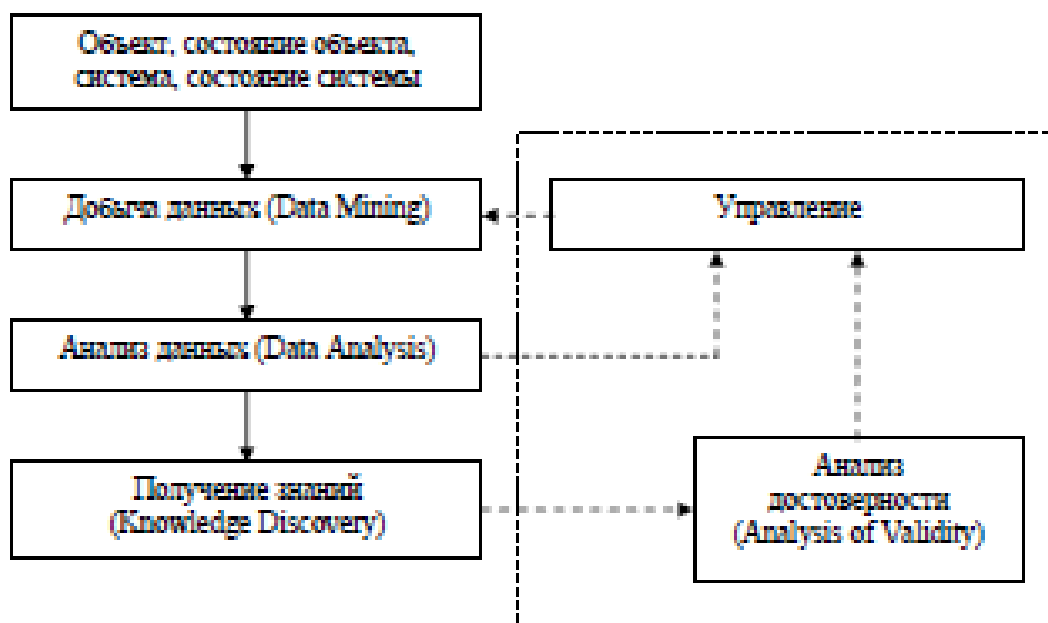 Объект, состояние объекта,
система, состояние системы
Добыча данных (Data Mining)
Управление
Анализ данных (Data Analysis)
Получение знаний
(Knowledge Discovery)
Анализ
достоверности
(Analysis of Validity)